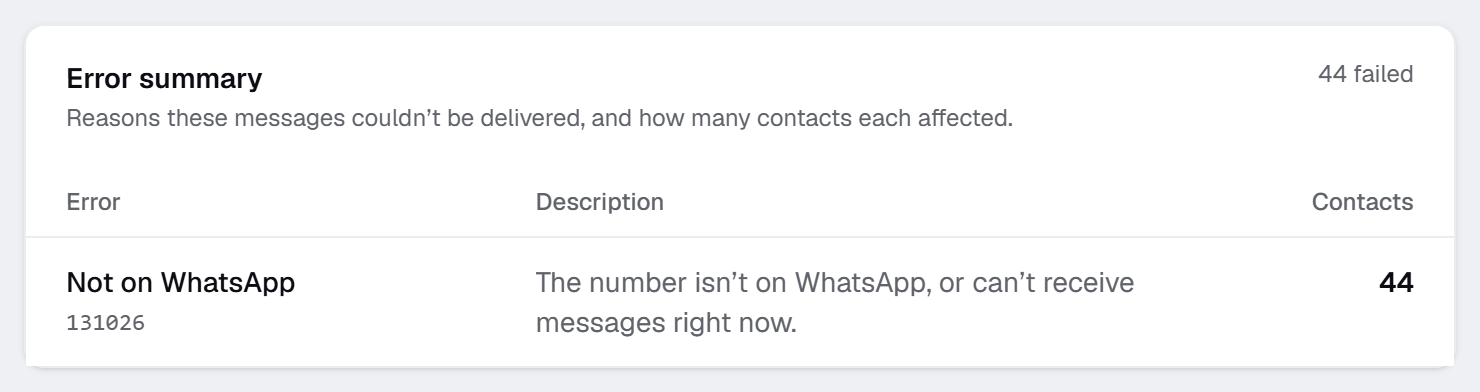 Error summary
44 failed
Reasons these messages couldn’t be delivered, and how many contacts each affected.
Error Description Contacts
Not on WhatsApp The number isn’t on WhatsApp, or can’t receive 44
131026 messages right now.